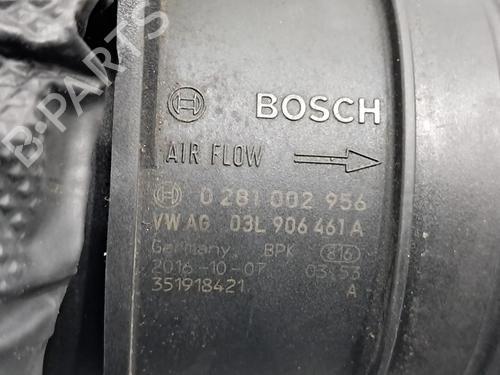 BOSCH
AIR FLOW
0 281 002 956
VW AG 03L 906 461 A
Germany BPK 816
2016-10-07 03:53
351918421 A
B-PARTS